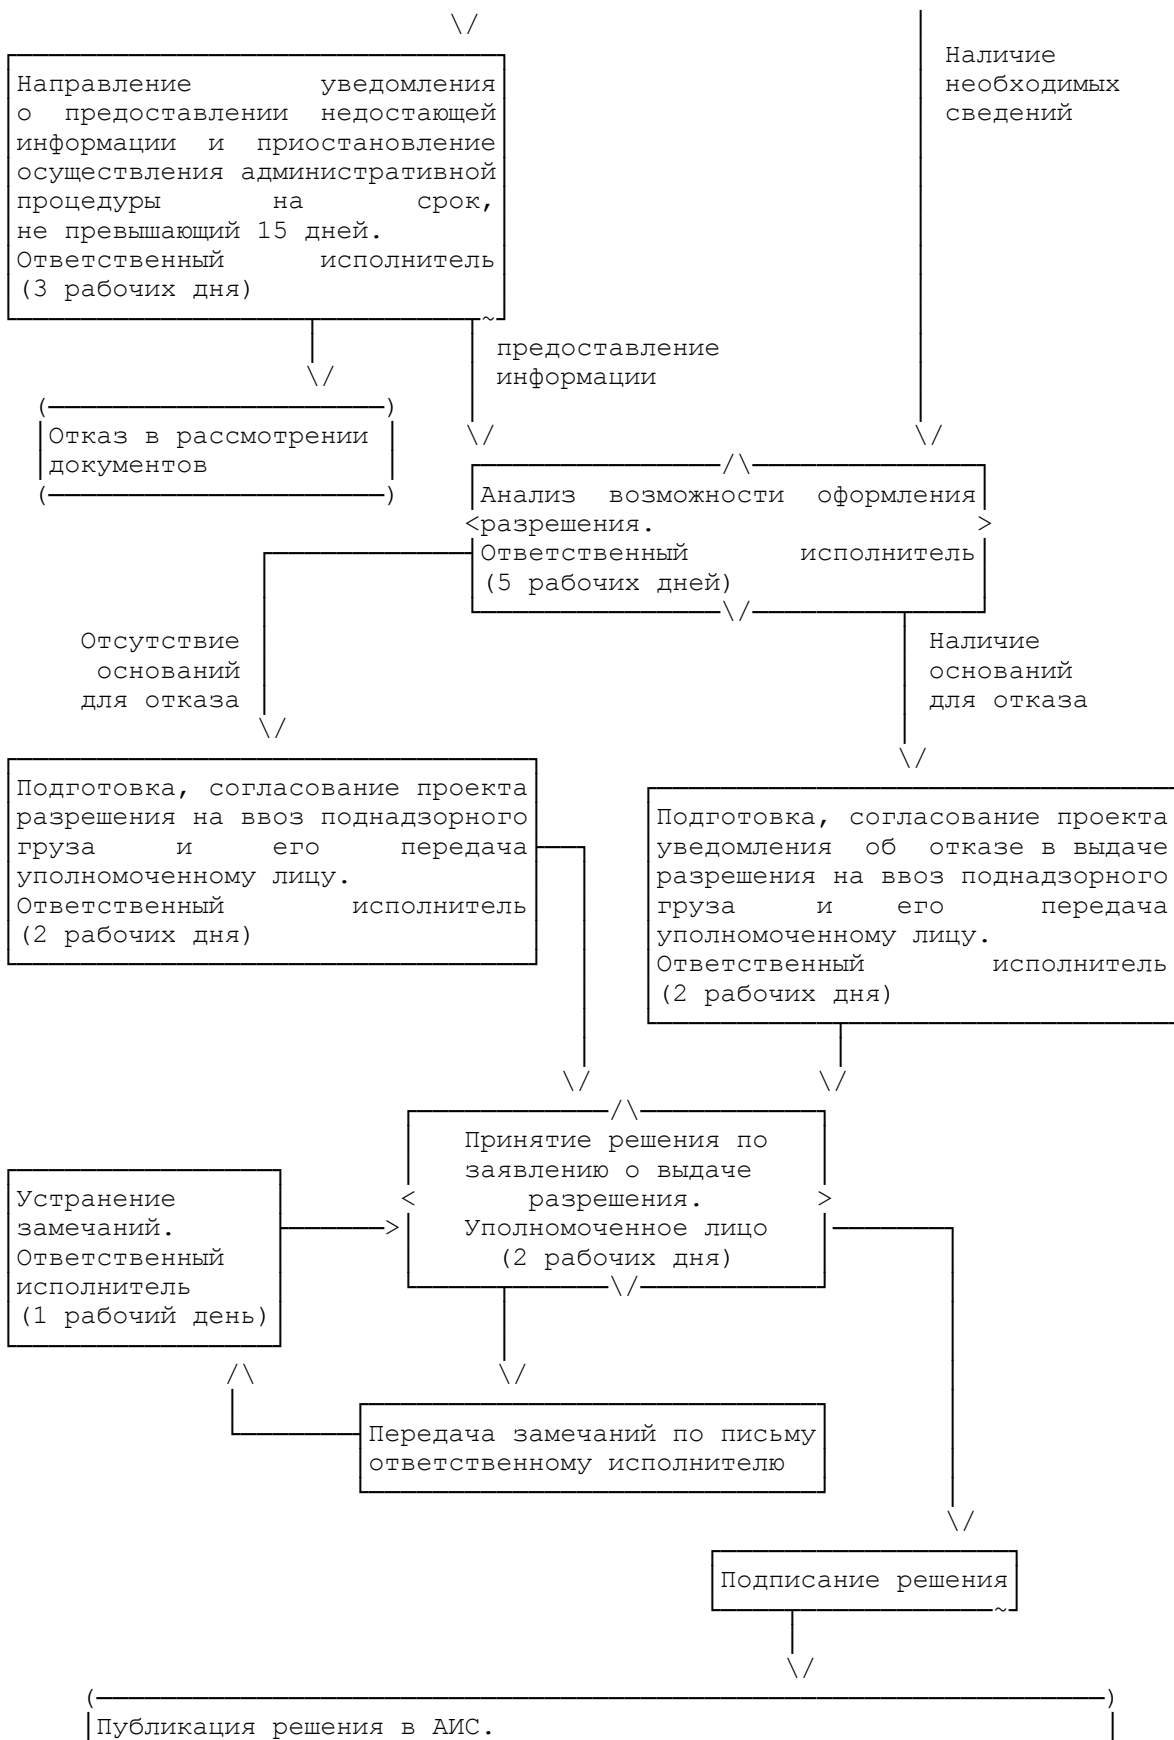 Наличие
необходимых
сведений
Направление уведомления
о предоставлении недостающей
информации и приостановление
осуществления административной
процедуры на срок,
не превышающий 15 дней.
Ответственный исполнитель
(3 рабочих дня)
предоставление
информации
Отказ в рассмотрении
документов
Анализ возможности оформления
разрешения.
Ответственный исполнитель
(5 рабочих дней)
Отсутствие
оснований
для отказа
Наличие
оснований
для отказа
Подготовка, согласование проекта
разрешения на ввоз поднадзорного
груза и его передача
уполномоченному лицу.
Ответственный исполнитель
(2 рабочих дня)
Подготовка, согласование проекта
уведомления об отказе в выдаче
разрешения на ввоз поднадзорного
груза и его передача
уполномоченному лицу.
Ответственный исполнитель
(2 рабочих дня)
Принятие решения по
заявлению о выдаче
разрешения.
Уполномоченное лицо
(2 рабочих дня)
Устранение
замечаний.
Ответственный
исполнитель
(1 рабочий день)
Передача замечаний по письму
ответственному исполнителю
Подписание решения
Публикация решения в АИС.